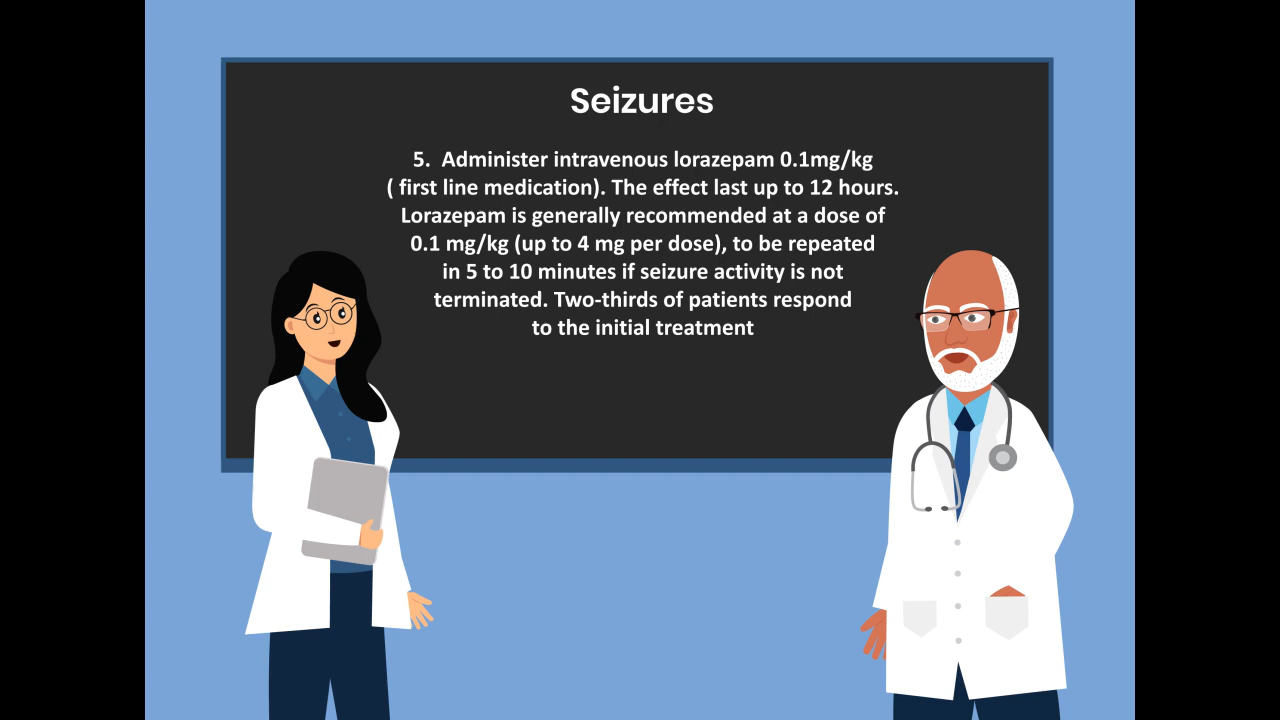 Seizures
5.  Administer intravenous lorazepam 0.1mg/kg
( first line medication). The effect last up to 12 hours.
Lorazepam is generally recommended at a dose of
0.1 mg/kg (up to 4 mg per dose), to be repeated
in 5 to 10 minutes if seizure activity is not
terminated. Two-thirds of patients respond
to the initial treatment